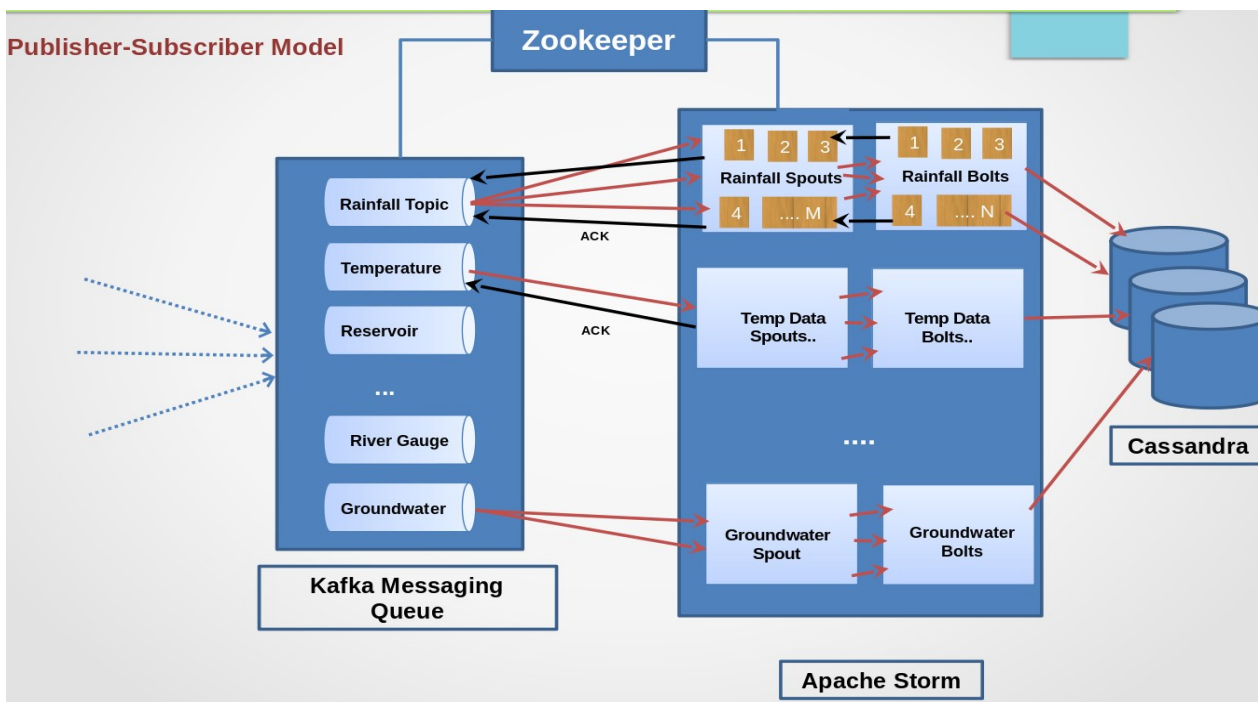 Publisher-Subscriber Model
Zookeeper
Rainfall Topic
Temperature
Reservoir
...
River Gauge
Groundwater
Kafka Messaging
Queue
ACK
ACK
1 2 3
Rainfall Spouts
4 .... M
1 2 3
Rainfall Bolts
4 .... N
Temp Data
Spouts..
Temp Data
Bolts..
....
Groundwater
Spout
Groundwater
Bolts
Apache Storm
Cassandra